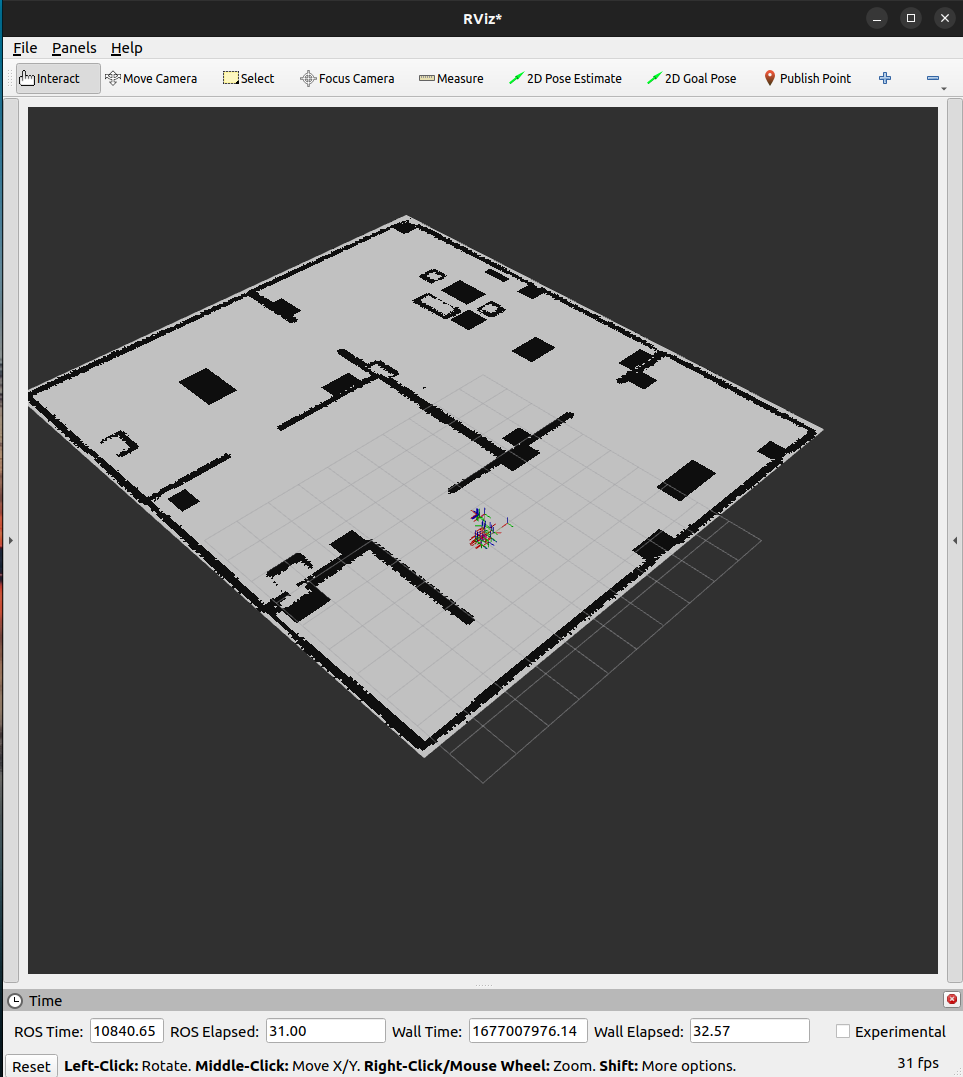 RViz*
File Panels Help
Interact Move Camera Select Focus Camera Measure 2D Pose Estimate 2D Goal Pose Publish Point
Time
ROS Time: 10840.65 ROS Elapsed: 31.00 Wall Time: 1677007976.14 Wall Elapsed: 32.57 Experimental
Reset Left-Click: Rotate. Middle-Click: Move X/Y. Right-Click/Mouse Wheel: Zoom. Shift: More options. 31 fps